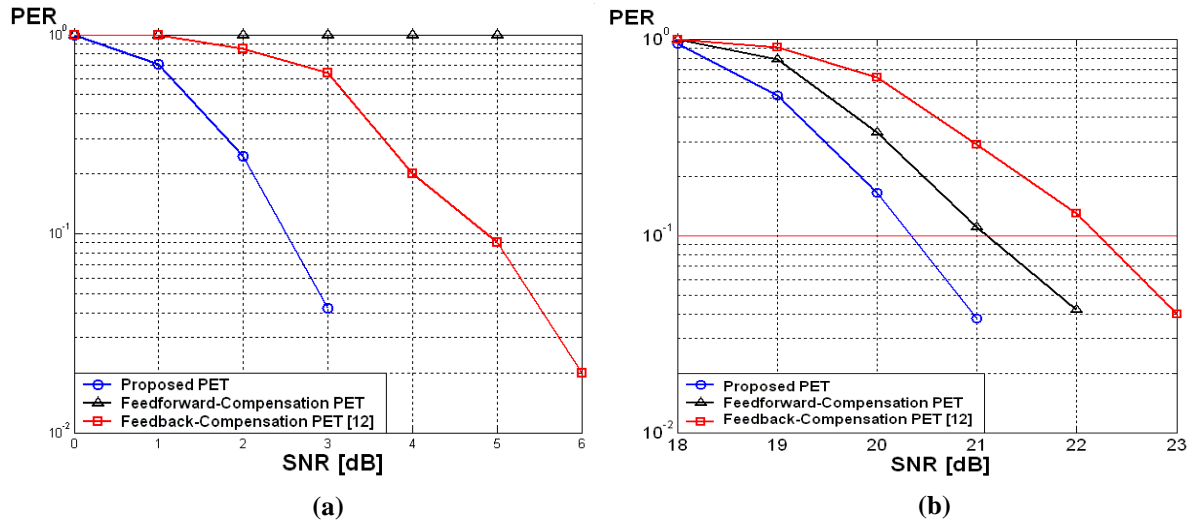 PER
10^0
10^-1
10^-2
0 1 2 3 4 5 6
SNR [dB]
Proposed PET
Feedforward-Compensation PET
Feedback-Compensation PET [12]
(a)
PER
10^0
10^-1
10^-2
18 19 20 21 22 23
SNR [dB]
Proposed PET
Feedforward-Compensation PET
Feedback-Compensation PET [12]
(b)